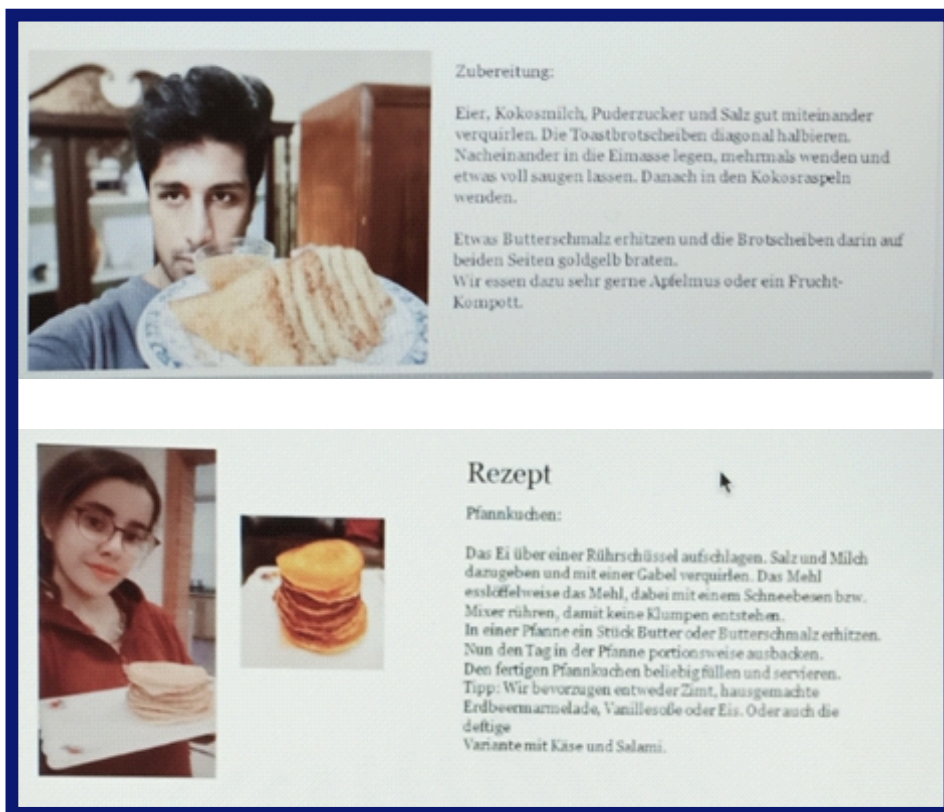 Zubereitung:
Eier, Kokosmilch, Puderzucker und Salz gut miteinander
verquirlen. Die Toastbrotscheiben diagonal halbieren.
Nacheinander in die Eimasse legen, mehrmals wenden und
etwas voll saugen lassen. Danach in den Kokosraspeln
wenden.
Etwas Butterschmalz erhitzen und die Brotscheiben darin auf
beiden Seiten goldgelb braten.
Wir essen dazu sehr gerne Apfelmus oder ein Frucht-
Kompott.
Rezept
Pfannkuchen:
Das Ei über einer Rührschüssel aufschlagen. Salz und Milch
dazugeben und mit einer Gabel verquirlen. Das Mehl
esslöffelweise das Mehl, dabei mit einem Schneebesen bzw.
Mixer rühren, damit keine Klumpen entstehen.
In einer Pfanne ein Stück Butter oder Butterschmalz erhitzen.
Nun den Tag in der Pfanne portionsweise ausbacken.
Den fertigen Pfannkuchen beliebig füllen und servieren.
Tipp: Wir bevorzugen entweder Zimt, hausgemachte
Erdbeermarmelade, Vanillesoße oder Eis. Oder auch die
deftige
Variante mit Käse und Salami.